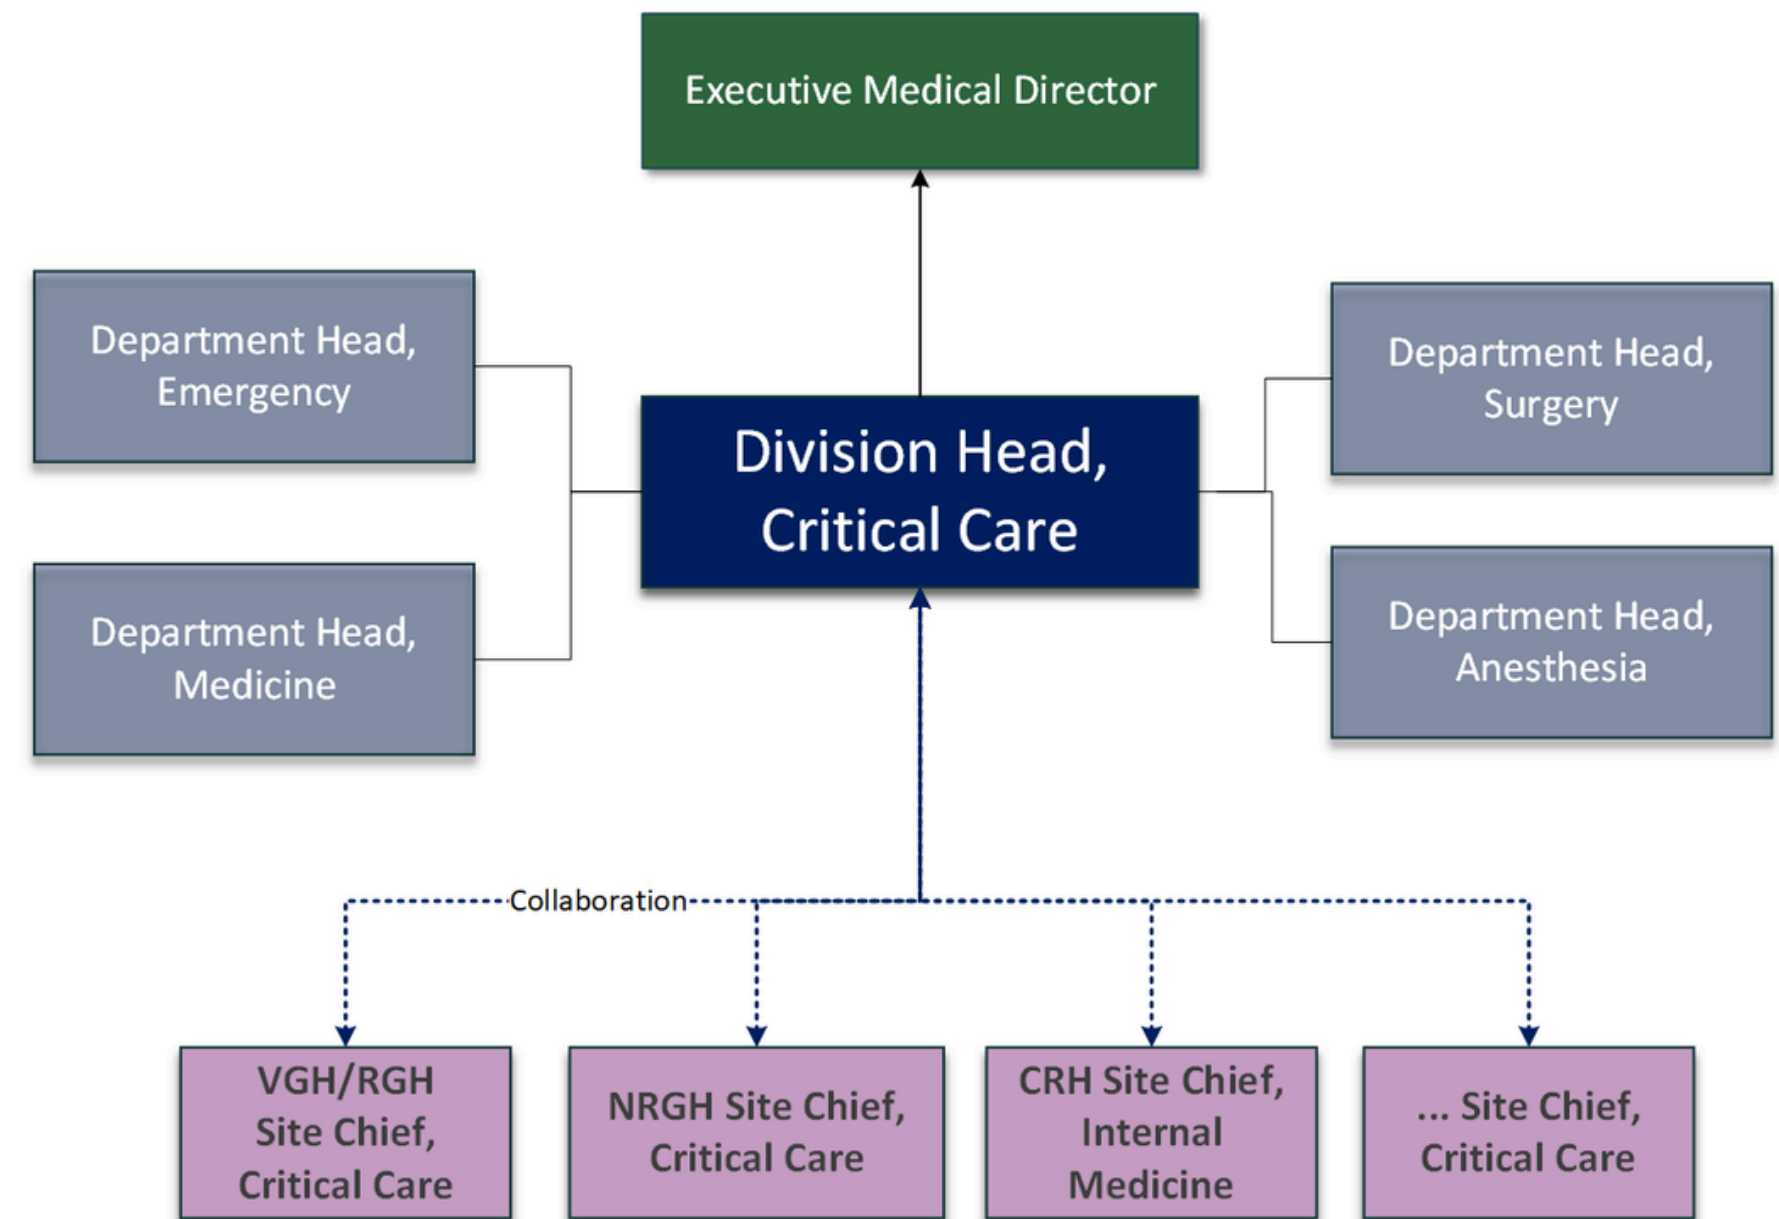 Executive Medical Director
Department Head,
Emergency
Department Head,
Surgery
Division Head,
Critical Care
Department Head,
Medicine
Department Head,
Anesthesia
Collaboration
VGH/RGH
Site Chief,
Critical Care
NRGH Site Chief,
Critical Care
CRH Site Chief,
Internal
Medicine
... Site Chief,
Critical Care